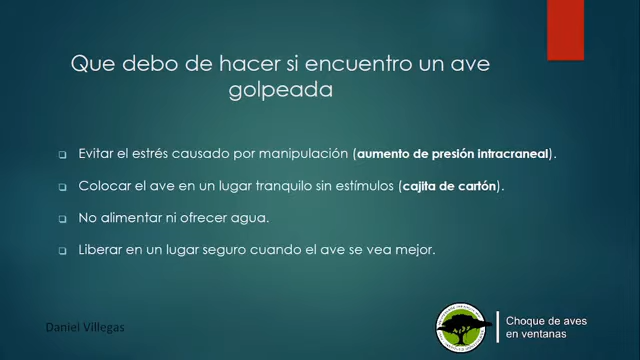 Que debo de hacer si encuentro un ave
golpeada
Evitar el estrés causado por manipulación (aumento de presión intracraneal).
Colocar el ave en un lugar tranquilo sin estímulos (cajita de cartón).
No alimentar ni ofrecer agua.
Liberar en un lugar seguro cuando el ave se vea mejor.
Daniel Villegas
Choque de aves
en ventanas